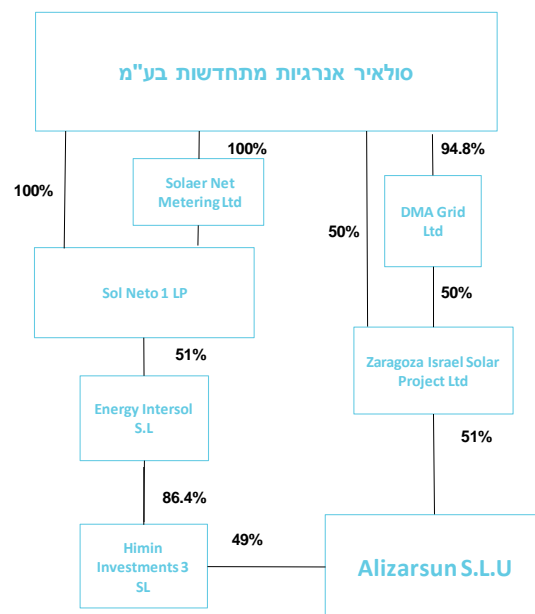 סולאיר אנרגיות מתחדשות בע"מ
100%
94.8%
100%
Solaer Net
Metering Ltd
DMA Grid
Ltd
50%
Sol Neto 1 LP
50%
51%
Zaragoza Israel Solar
Project Ltd
Energy Intersol
S.L
51%
86.4%
Himin
Investments 3
SL
49%
Alizarsun S.L.U